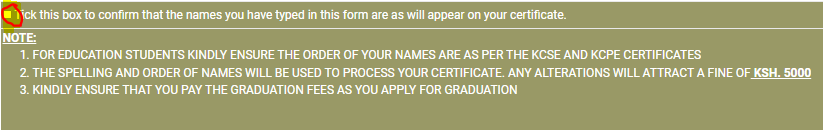 Tick this box to confirm that the names you have typed in this form are as will appear on your certificate.
NOTE:
1. FOR EDUCATION STUDENTS KINDLY ENSURE THE ORDER OF YOUR NAMES ARE AS PER THE KCSE AND KCPE CERTIFICATES
2. THE SPELLING AND ORDER OF NAMES WILL BE USED TO PROCESS YOUR CERTIFICATE. ANY ALTERATIONS WILL ATTRACT A FINE OF KSH. 5000
3. KINDLY ENSURE THAT YOU PAY THE GRADUATION FEES AS YOU APPLY FOR GRADUATION